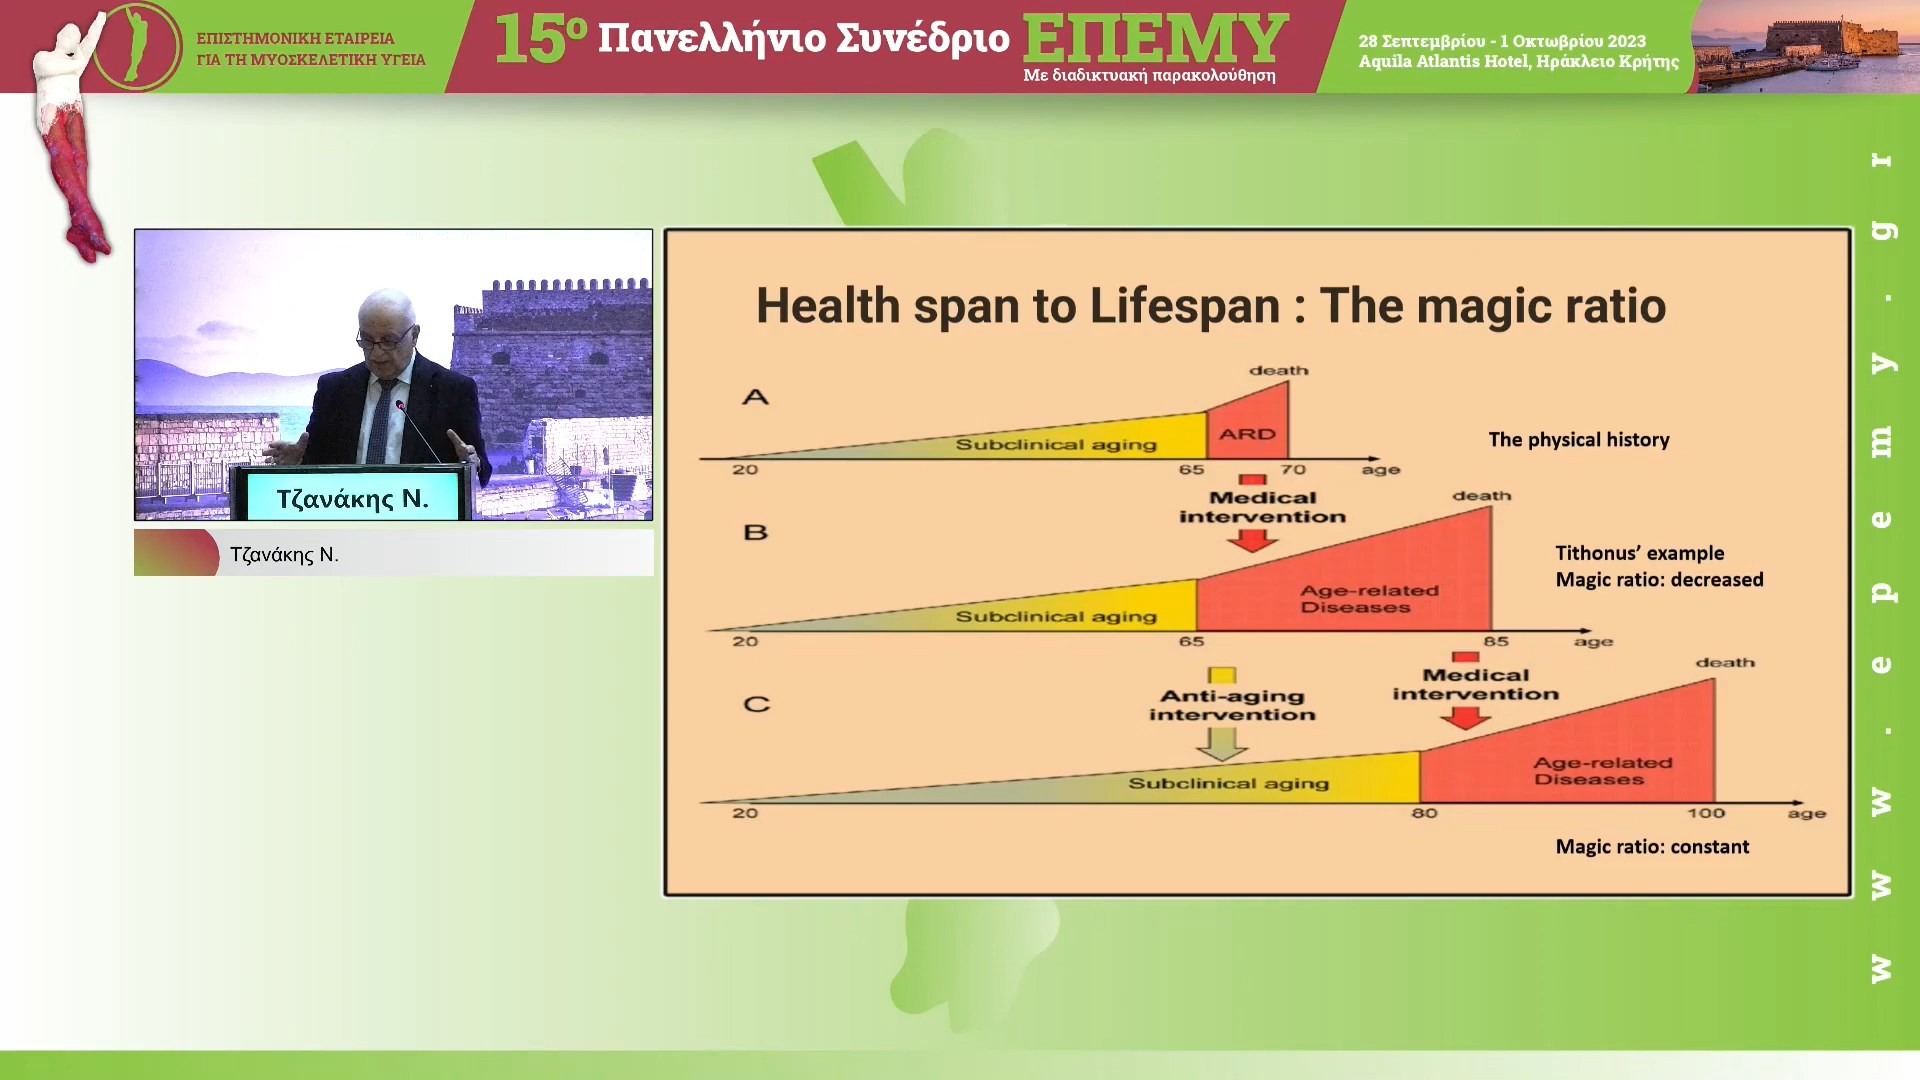 ΕΠΙΣΤΗΜΟΝΙΚΗ ΕΤΑΙΡΕΙΑ
ΓΙΑ ΤΗ ΜΥΟΣΚΕΛΕΤΙΚΗ ΥΓΕΙΑ
15ο Πανελλήνιο Συνέδριο ΕΠΕΜΥ
Με διαδικτυακή παρακολούθηση
28 Σεπτεμβρίου - 1 Οκτωβρίου 2023
Aquila Atlantis Hotel, Ηράκλειο Κρήτης
Τζανάκης Ν.
Τζανάκης Ν.
Health span to Lifespan : The magic ratio
A
death
Subclinical aging
ARD
20
65
70
age
The physical history
Medical
intervention
B
death
Subclinical aging
Age-related
Diseases
20
65
85
age
Tithonus’ example
Magic ratio: decreased
Anti-aging
intervention
Medical
intervention
C
death
Subclinical aging
Age-related
Diseases
20
80
100
age
Magic ratio: constant
www.epemy.gr